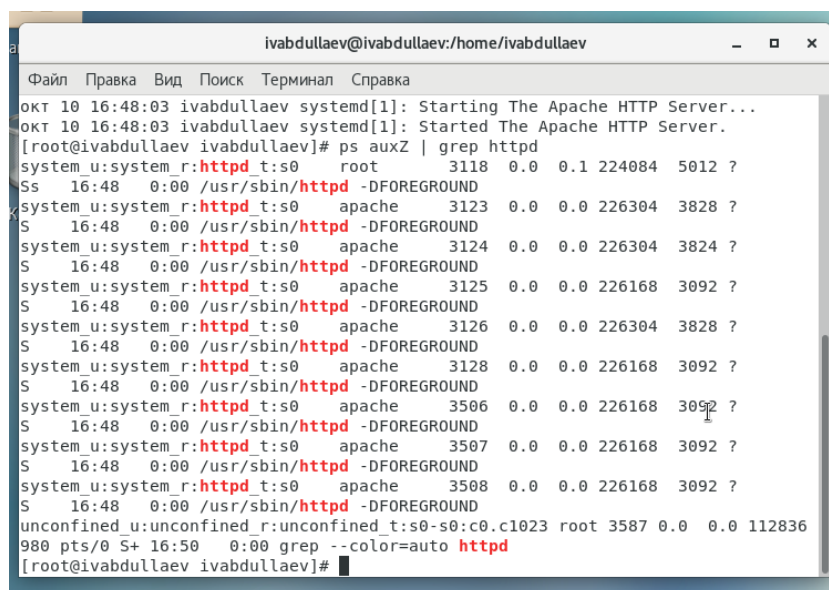 ivabdullaev@ivabdullaev:/home/ivabdullaev
Файл Правка Вид Поиск Терминал Справка
окт 10 16:48:03 ivabdullaev systemd[1]: Starting The Apache HTTP Server...
окт 10 16:48:03 ivabdullaev systemd[1]: Started The Apache HTTP Server.
[root@ivabdullaev ivabdullaev]# ps auxZ | grep httpd
system_u:system_r:httpd_t:s0    root       3118  0.0  0.1 224084  5012 ?
Ss   16:48   0:00 /usr/sbin/httpd -DFOREGROUND
system_u:system_r:httpd_t:s0    apache     3123  0.0  0.0 226304  3828 ?
S    16:48   0:00 /usr/sbin/httpd -DFOREGROUND
system_u:system_r:httpd_t:s0    apache     3124  0.0  0.0 226304  3824 ?
S    16:48   0:00 /usr/sbin/httpd -DFOREGROUND
system_u:system_r:httpd_t:s0    apache     3125  0.0  0.0 226168  3092 ?
S    16:48   0:00 /usr/sbin/httpd -DFOREGROUND
system_u:system_r:httpd_t:s0    apache     3126  0.0  0.0 226304  3828 ?
S    16:48   0:00 /usr/sbin/httpd -DFOREGROUND
system_u:system_r:httpd_t:s0    apache     3128  0.0  0.0 226168  3092 ?
S    16:48   0:00 /usr/sbin/httpd -DFOREGROUND
system_u:system_r:httpd_t:s0    apache     3506  0.0  0.0 226168  3092 ?
S    16:48   0:00 /usr/sbin/httpd -DFOREGROUND
system_u:system_r:httpd_t:s0    apache     3507  0.0  0.0 226168  3092 ?
S    16:48   0:00 /usr/sbin/httpd -DFOREGROUND
system_u:system_r:httpd_t:s0    apache     3508  0.0  0.0 226168  3092 ?
S    16:48   0:00 /usr/sbin/httpd -DFOREGROUND
unconfined_u:unconfined_r:unconfined_t:s0-s0:c0.c1023 root 3587 0.0  0.0 112836
980 pts/0 S+ 16:50   0:00 grep --color=auto httpd
[root@ivabdullaev ivabdullaev]#